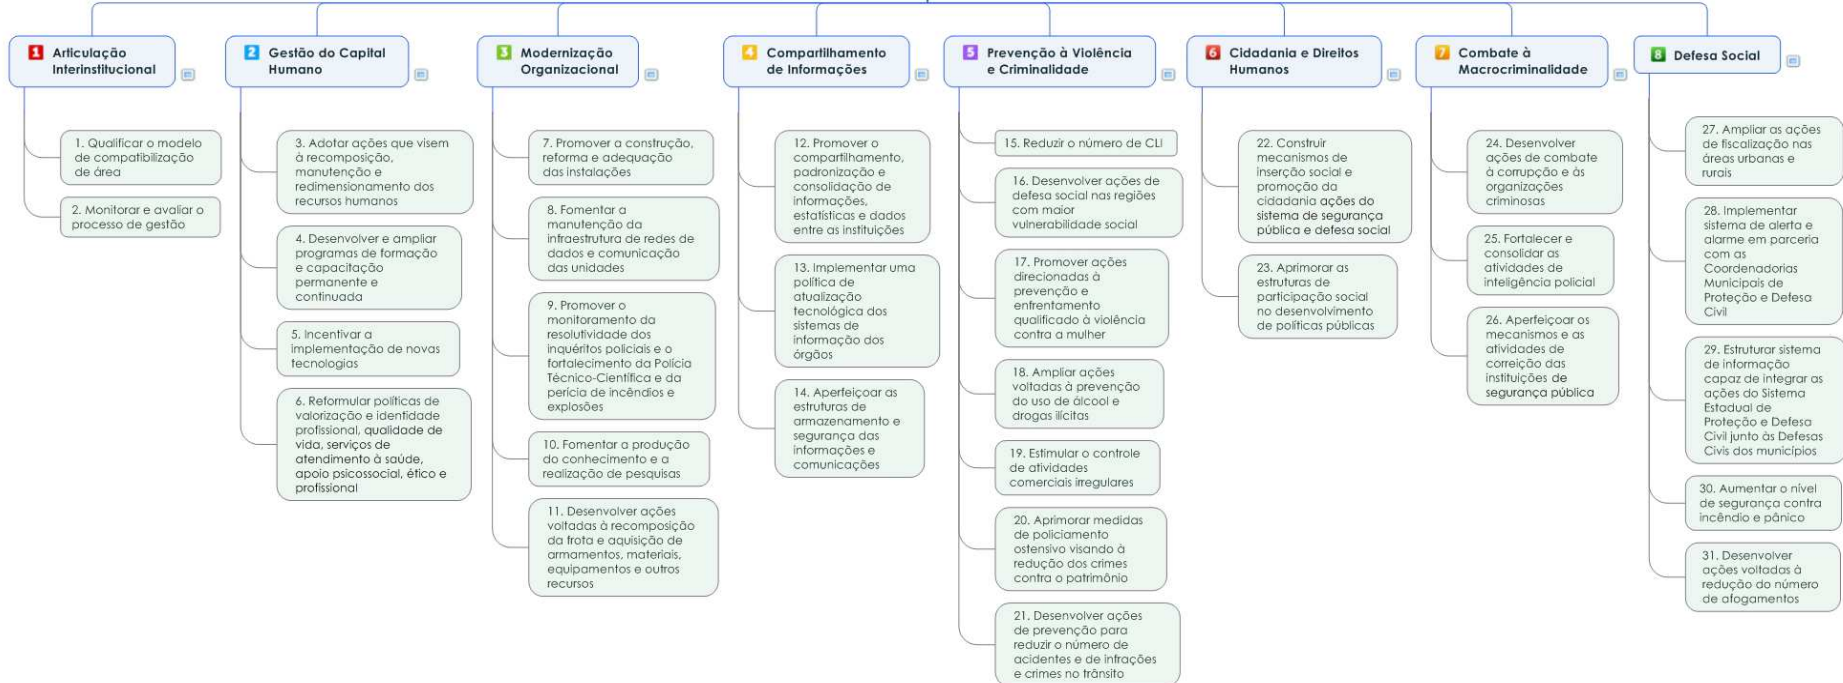 1 Articulação
Interinstitucional
1. Qualificar o modelo
de compatibilização
de área
2. Monitorar e avaliar o
processo de gestão
2 Gestão do Capital
Humano
3. Adotar ações que visem
à recomposição,
manutenção e
redimensionamento dos
recursos humanos
4. Desenvolver e ampliar
programas de formação
e capacitação
permanente e
continuada
5. Incentivar a
implementação de novas
tecnologias
6. Reformular políticas de
valorização e identidade
profissional, qualidade de
vida, serviços de
atendimento à saúde,
apoio psicossocial, ético e
profissional
3 Modernização
Organizacional
7. Promover a construção,
reforma e adequação
das instalações
8. Fomentar a
manutenção da
infraestrutura de redes de
dados e comunicação
das unidades
9. Promover o
monitoramento da
resolutividade dos
inquéritos policiais e o
fortalecimento da Polícia
Técnico-Científica e da
perícia de incêndios e
explosões
10. Fomentar a produção
do conhecimento e a
realização de pesquisas
11. Desenvolver ações
voltadas à recomposição
da frota e aquisição de
armamentos, materiais,
equipamentos e outros
recursos
4 Compartilhamento
de Informações
12. Promover o
compartilhamento,
padronização e
consolidação de
informações,
estatísticas e dados
entre as instituições
13. Implementar uma
política de
atualização
tecnológica dos
sistemas de
informação dos
órgãos
14. Aperfeiçoar as
estruturas de
armazenamento e
segurança das
informações e
comunicações
5 Prevenção à Violência
e Criminalidade
15. Reduzir o número de CLI
16. Desenvolver ações de
defesa social nas regiões
com maior
vulnerabilidade social
17. Promover ações
direcionadas à
prevenção e
enfrentamento
qualificado à violência
contra a mulher
18. Ampliar ações
voltadas à prevenção
do uso de álcool e
drogas ilícitas
19. Estimular o controle
de atividades
comerciais irregulares
20. Aprimorar medidas
de policiamento
ostensivo visando à
redução dos crimes
contra o patrimônio
21. Desenvolver ações
de prevenção para
reduzir o número de
acidentes e de infrações
e crimes no trânsito
6 Cidadania e Direitos
Humanos
22. Construir
mecanismos de
inserção social e
promoção da
cidadania ações do
sistema de segurança
pública e defesa social
23. Aprimorar as
estruturas de
participação social
no desenvolvimento
de políticas públicas
7 Combate à
Macrocriminalidade
24. Desenvolver
ações de combate
à corrupção e às
organizações
criminosas
25. Fortalecer e
consolidar as
atividades de
inteligência policial
26. Aperfeiçoar os
mecanismos e as
atividades de
correição das
instituições de
segurança pública
8 Defesa Social
27. Ampliar as ações
de fiscalização nas
áreas urbanas e
rurais
28. Implementar
sistema de alerta e
alarme em parceria
com as
Coordenadorias
Municipais de
Proteção e Defesa
Civil
29. Estruturar sistema
de informação
capaz de integrar as
ações do Sistema
Estadual de
Proteção e Defesa
Civil junto às Defesas
Civis dos municípios
30. Aumentar o nível
de segurança contra
incêndio e pânico
31. Desenvolver
ações voltadas à
redução do número
de afogamentos